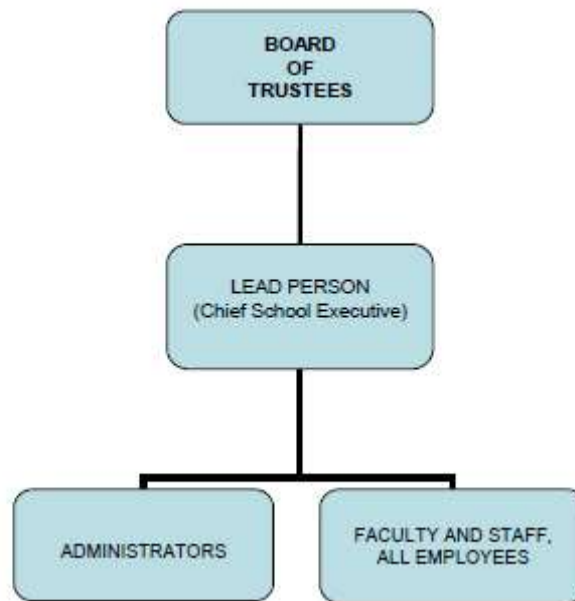 BOARD
OF
TRUSTEES
LEAD PERSON
(Chief School Executive)
ADMINISTRATORS
FACULTY AND STAFF,
ALL EMPLOYEES